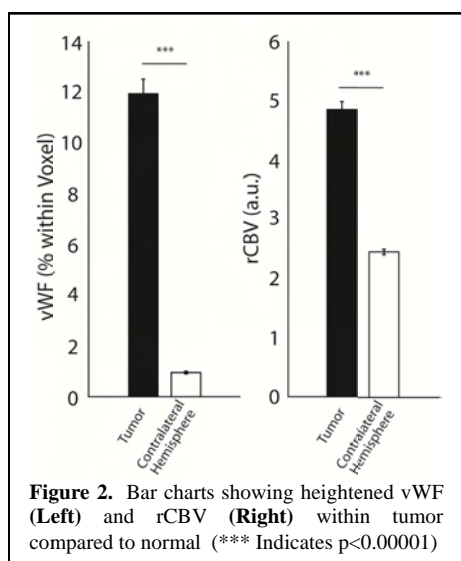 14
12
10
8
6
4
2
0
vWF (% within Voxel)
***
Tumor
Contralateral
Hemisphere
6
5
4
3
2
1
0
rCBV (a.u.)
***
Tumor
Contralateral
Hemisphere
Figure 2. Bar charts showing heightened vWF
(Left) and rCBV (Right) within tumor
compared to normal (*** Indicates p<0.00001)